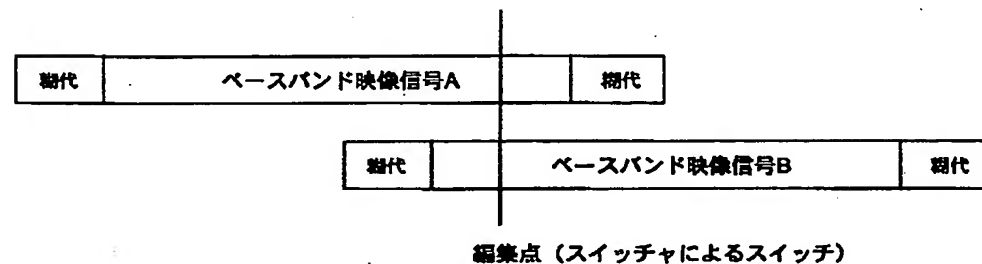 糊代 ベースバンド映像信号A 糊代
糊代 ベースバンド映像信号B 糊代
編集点（スイッチャによるスイッチ）